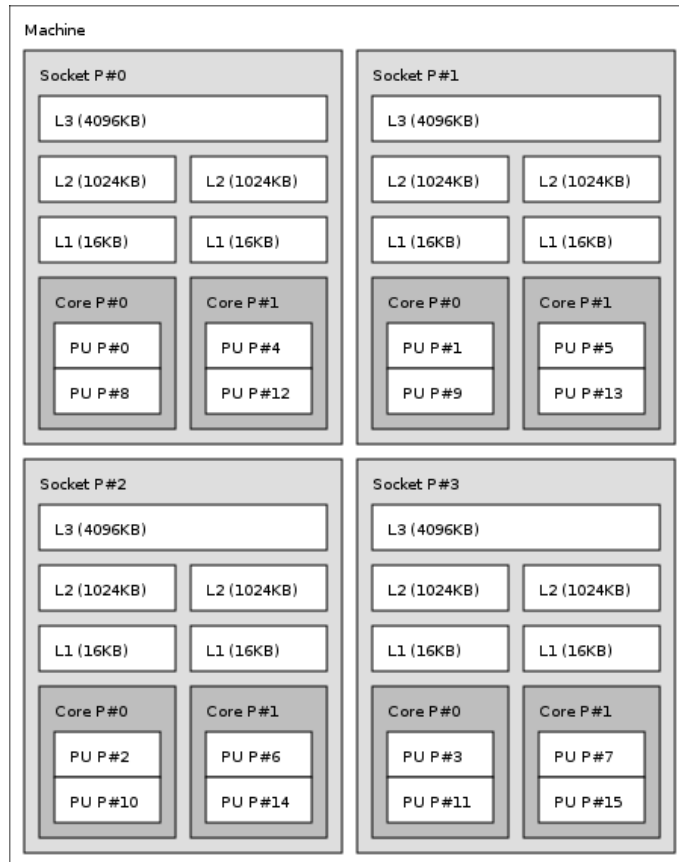 Machine
Socket P#0
L3 (4096KB)
L2 (1024KB)
L2 (1024KB)
L1 (16KB)
L1 (16KB)
Core P#0
PU P#0
PU P#8
Core P#1
PU P#4
PU P#12
Socket P#1
L3 (4096KB)
L2 (1024KB)
L2 (1024KB)
L1 (16KB)
L1 (16KB)
Core P#0
PU P#1
PU P#9
Core P#1
PU P#5
PU P#13
Socket P#2
L3 (4096KB)
L2 (1024KB)
L2 (1024KB)
L1 (16KB)
L1 (16KB)
Core P#0
PU P#2
PU P#10
Core P#1
PU P#6
PU P#14
Socket P#3
L3 (4096KB)
L2 (1024KB)
L2 (1024KB)
L1 (16KB)
L1 (16KB)
Core P#0
PU P#3
PU P#11
Core P#1
PU P#7
PU P#15